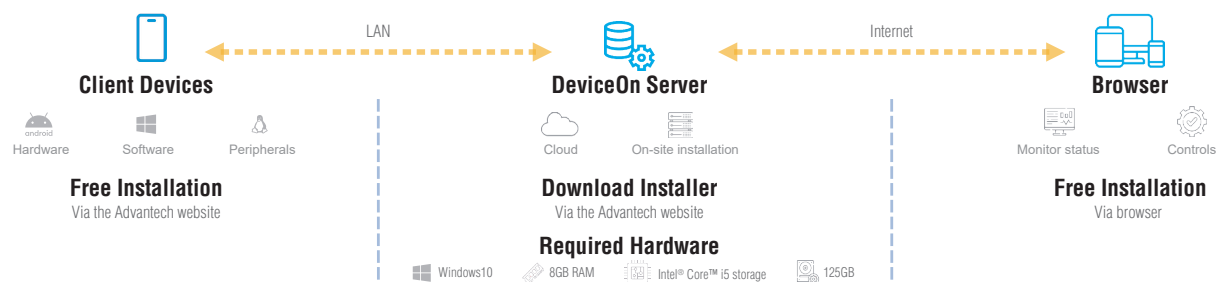 LAN
Internet
Client Devices
DeviceOn Server
Browser
android
Hardware
Software
Peripherals
Cloud
On-site installation
Monitor status
Controls
Free Installation
Via the Advantech website
Download Installer
Via the Advantech website
Free Installation
Via browser
Required Hardware
Windows10
8GB RAM
Intel® Core™ i5 storage
125GB